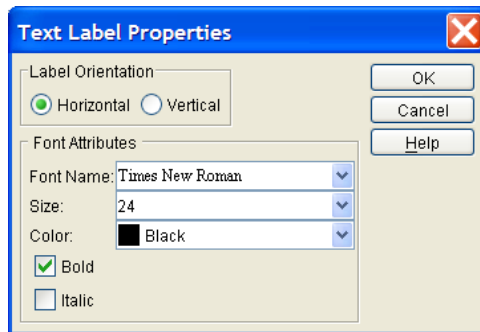 Text Label Properties
Label Orientation
Horizontal Vertical
OK
Cancel
Help
Font Attributes
Font Name: Times New Roman
Size: 24
Color: Black
Bold
Italic